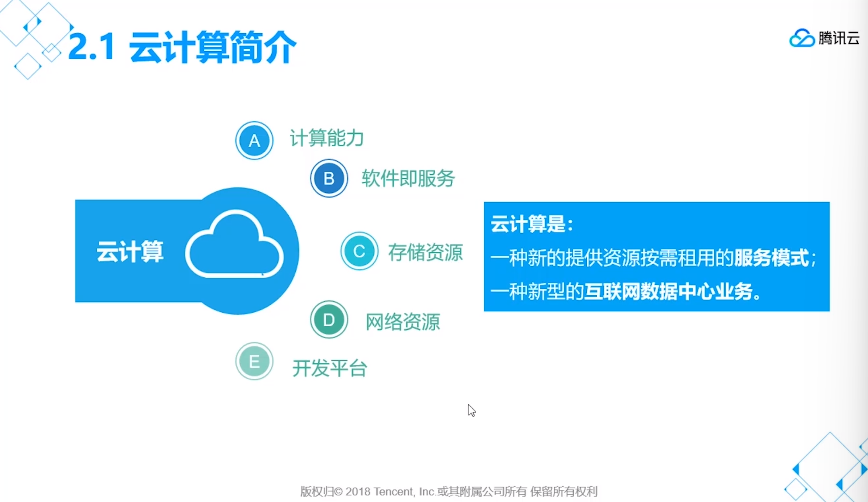 2.1 云计算简介
腾讯云
A 计算能力
B 软件即服务
云计算
C 存储资源
D 网络资源
E 开发平台
云计算是：
一种新的提供资源按需租用的服务模式；
一种新型的互联网数据中心业务。
版权归© 2018 Tencent, Inc.或其附属公司所有 保留所有权利